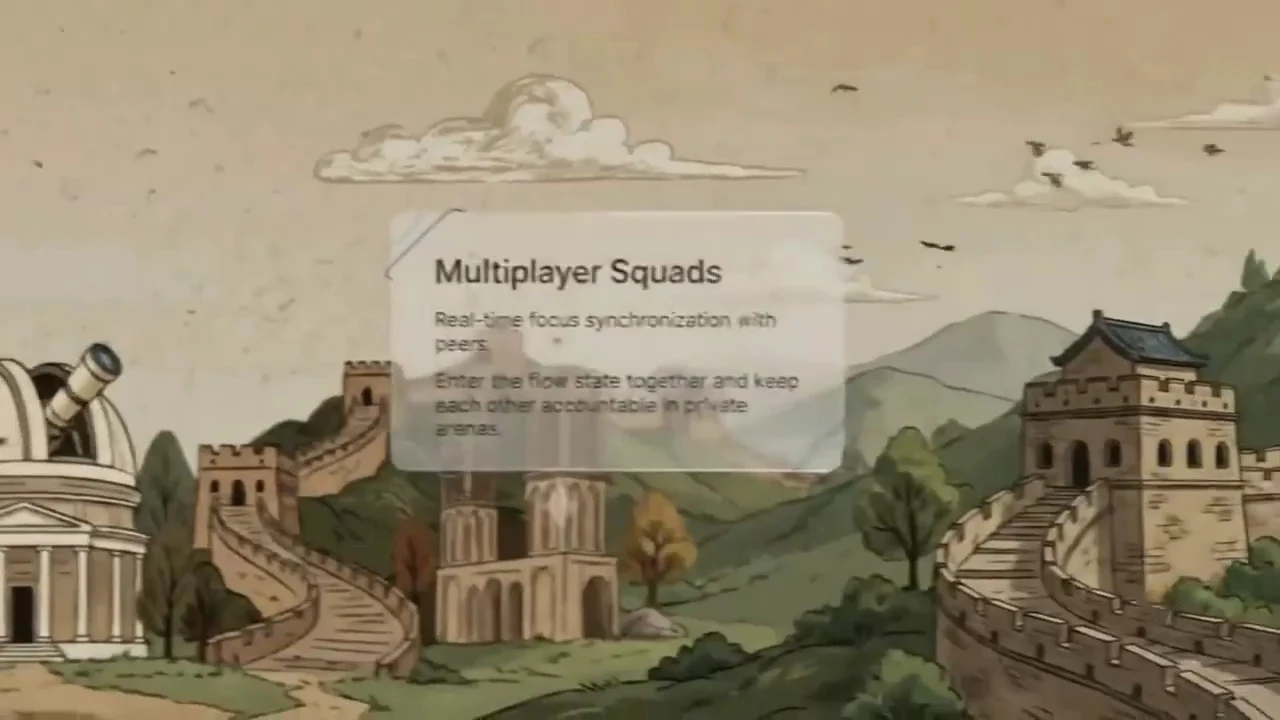 Multiplayer Squads
Real-time focus synchronization with
peers.
Enter the flow state together and keep
each other accountable in private
arenas.